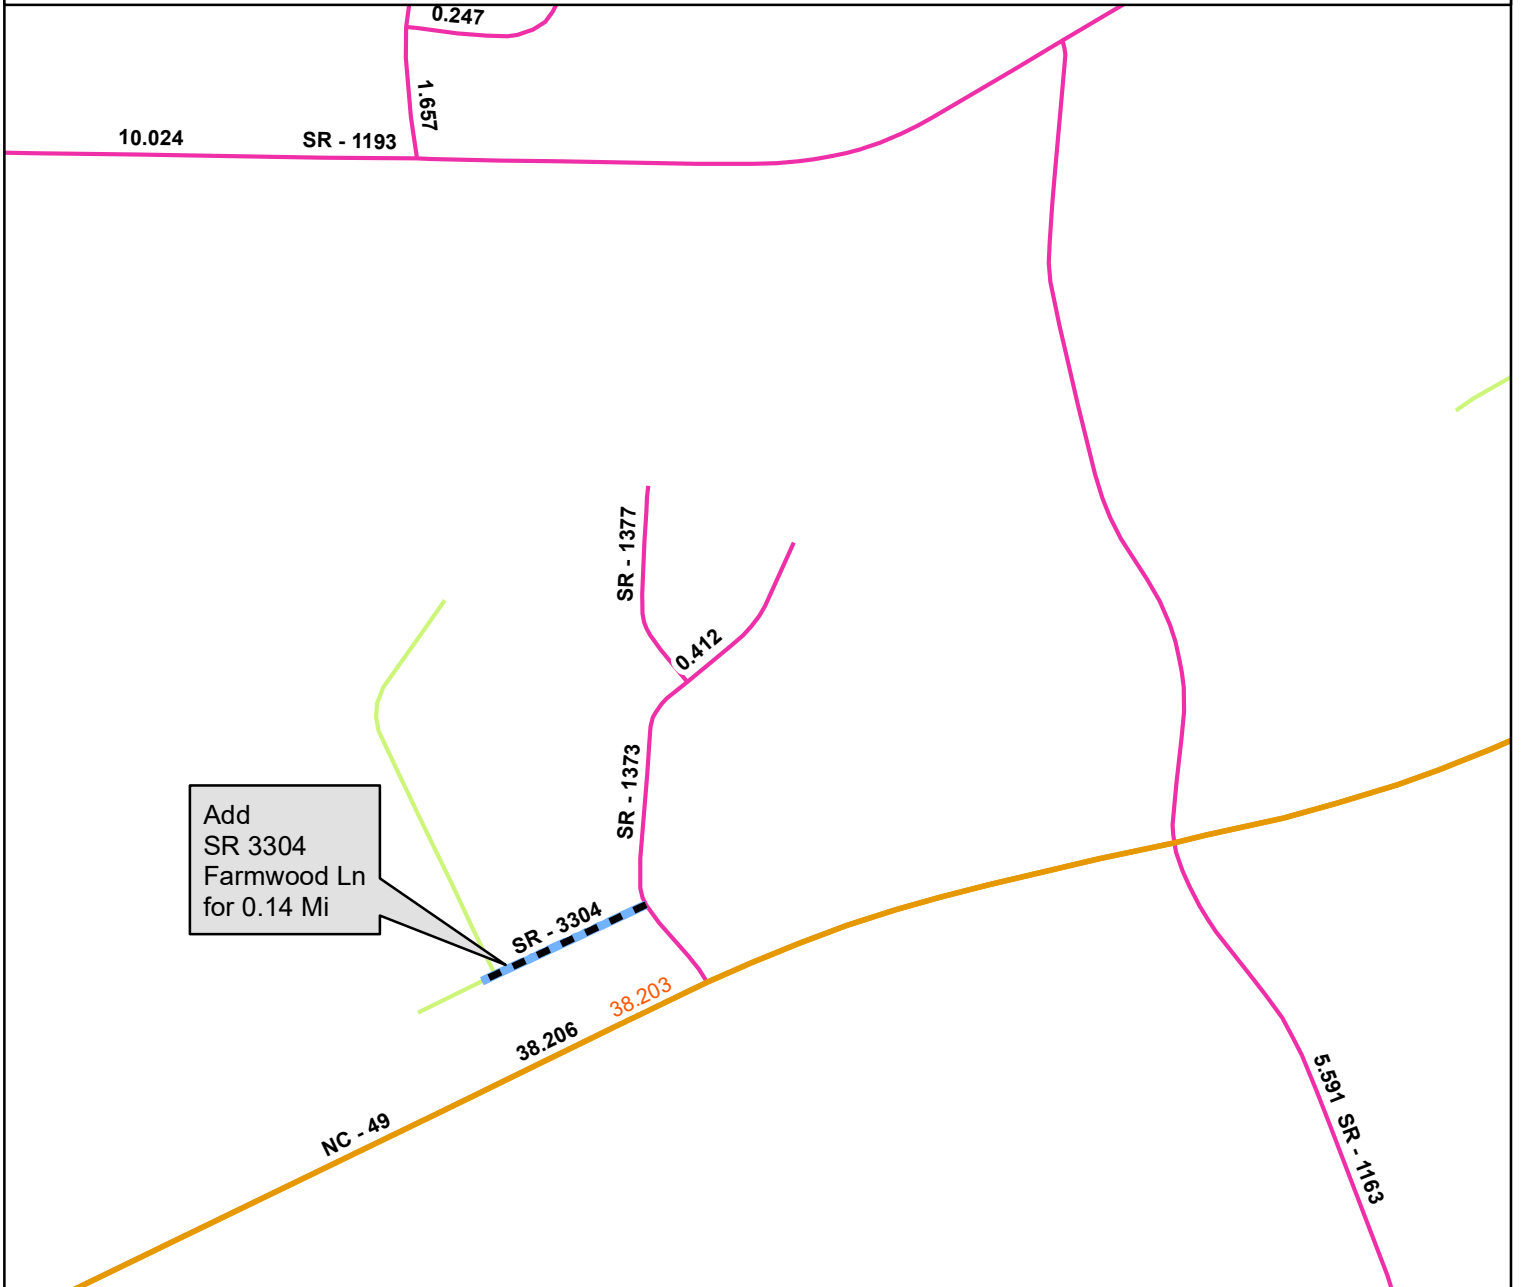 0.247
1.657
10.024
SR - 1193
SR - 1377
0.412
SR - 1373
Add
SR 3304
Farmwood Ln
for 0.14 Mi
SR - 3304
38.203
38.206
NC - 49
5.591 SR - 1163